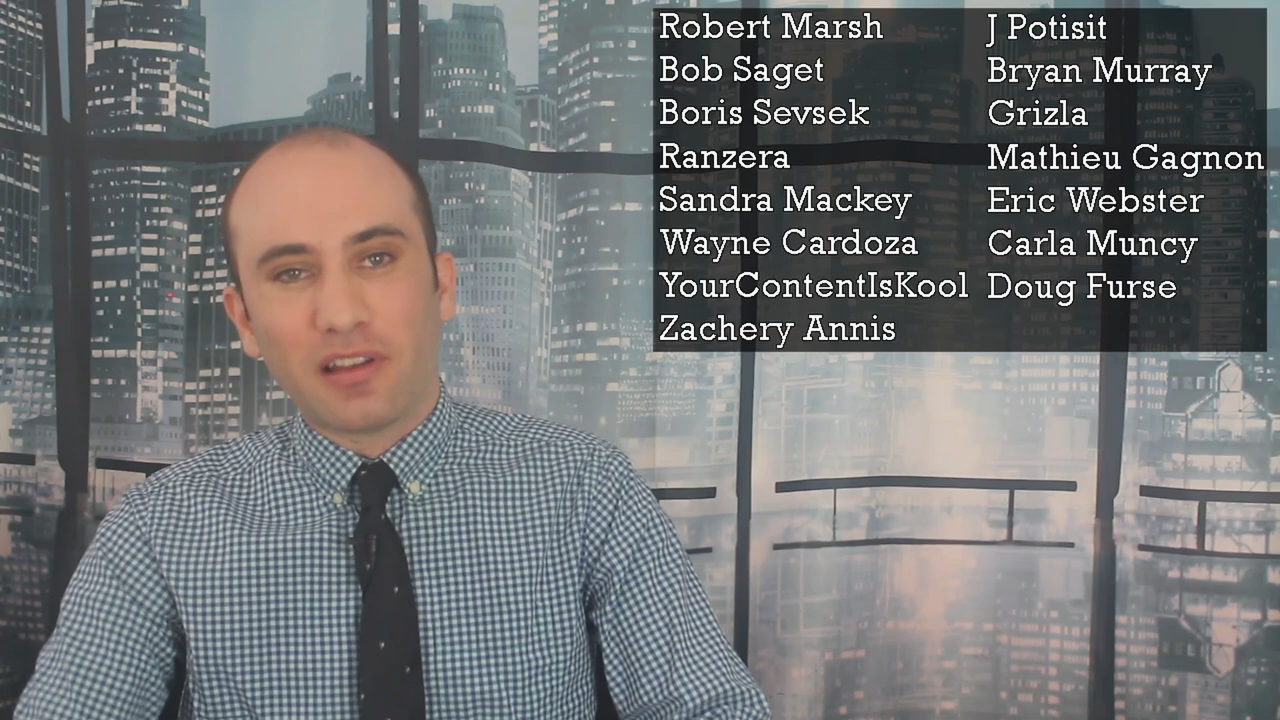 Robert Marsh
Bob Saget
Boris Sevsek
Ranzera
Sandra Mackey
Wayne Cardoza
YourContentIsKool
Zachery Annis
J Potisit
Bryan Murray
Grizla
Mathieu Gagnon
Eric Webster
Carla Muncy
Doug Furse